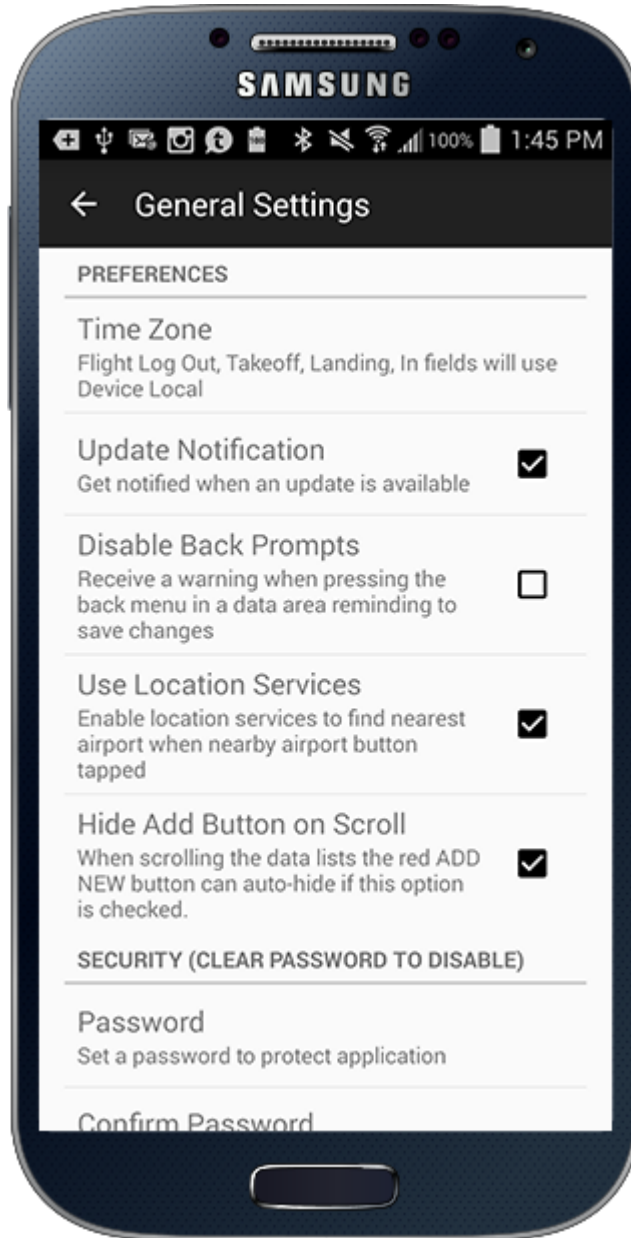 SAMSUNG
100% 1:45 PM
General Settings
PREFERENCES
Time Zone
Flight Log Out, Takeoff, Landing, In fields will use
Device Local
Update Notification
Get notified when an update is available
Disable Back Prompts
Receive a warning when pressing the
back menu in a data area reminding to
save changes
Use Location Services
Enable location services to find nearest
airport when nearby airport button
tapped
Hide Add Button on Scroll
When scrolling the data lists the red ADD
NEW button can auto-hide if this option
is checked.
SECURITY (CLEAR PASSWORD TO DISABLE)
Password
Set a password to protect application
Confirm Password